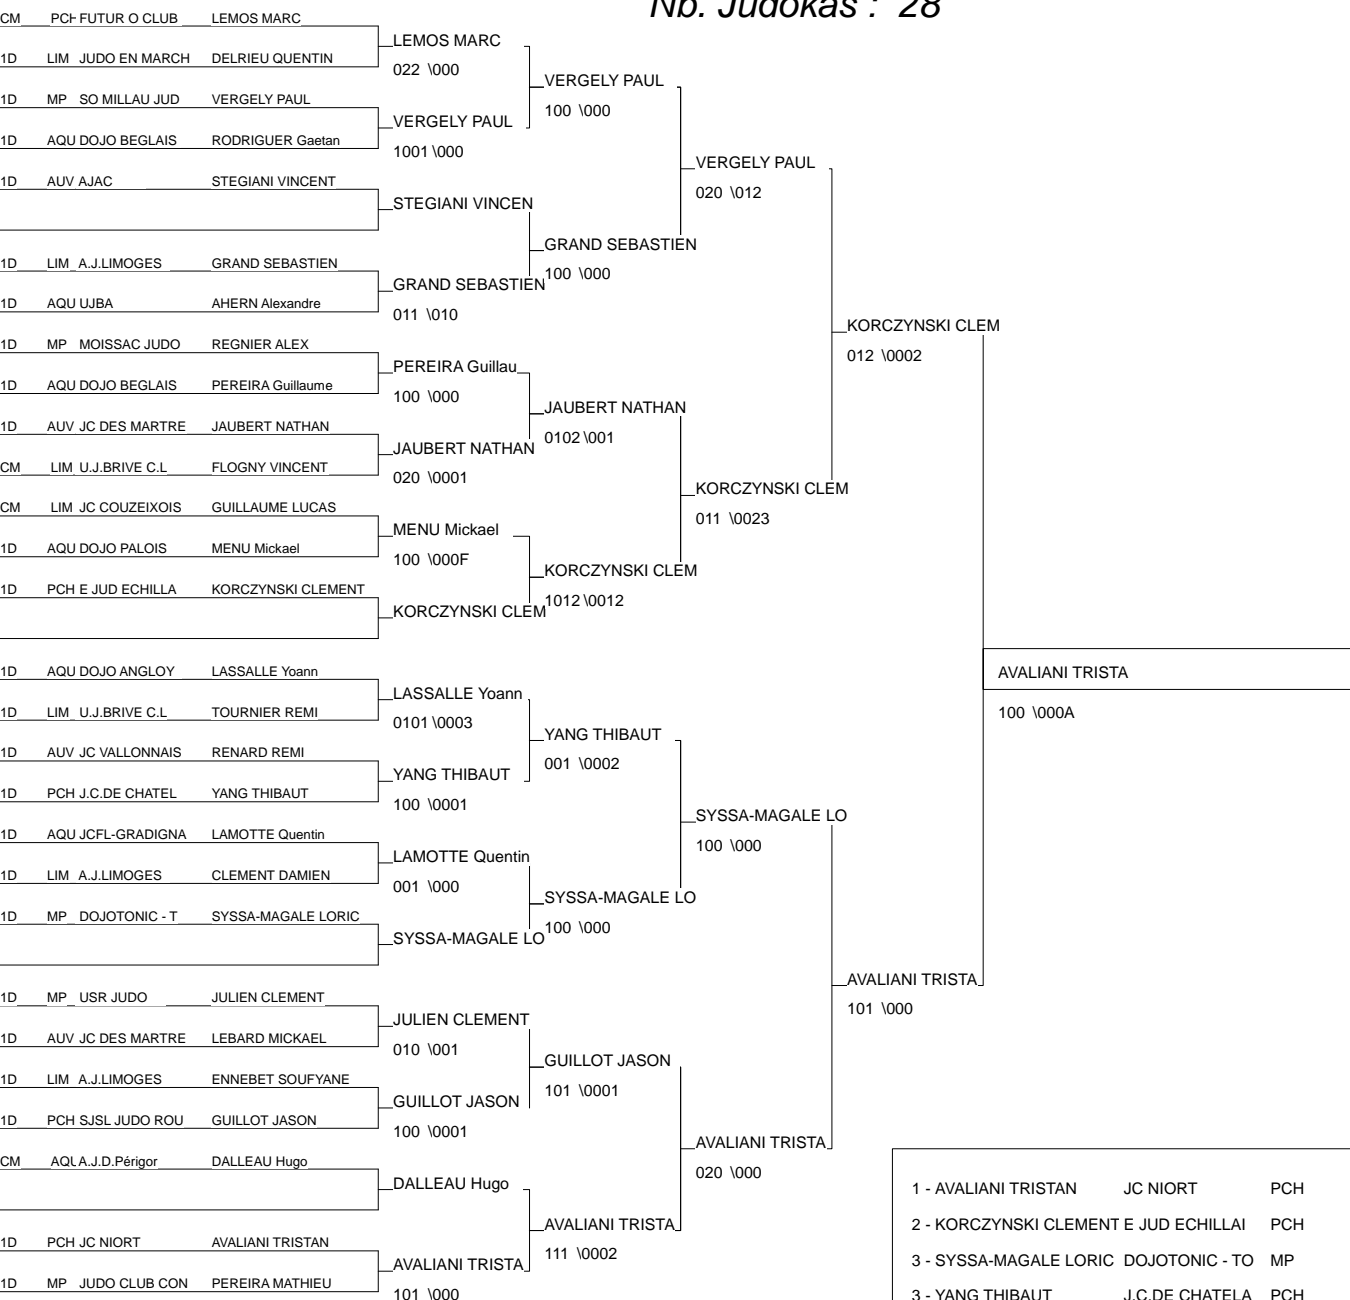 Nb. Judokas : 28
CM PCH FUTUR O CLUB LEMOS MARC
LEMOS MARC
1D LIM JUDO EN MARCH DELRIEU QUENTIN
022 \000
VERGELY PAUL
1D MP SO MILLAU JUD VERGELY PAUL
100 \000
VERGELY PAUL
1D AQU DOJO BEGLAIS RODRIGUER Gaetan
1001 \000
VERGELY PAUL
1D AUV AJAC STEGIANI VINCENT
020 \012
STEGIANI VINCEN
GRAND SEBASTIEN
1D LIM A.J.LIMOGES GRAND SEBASTIEN
100 \000
GRAND SEBASTIEN
1D AQU UJBA AHERN Alexandre
011 \010
KORCZYNSKI CLEM
1D MP MOISSAC JUDO REGNIER ALEX
012 \0002
PEREIRA Guillau
1D AQU DOJO BEGLAIS PEREIRA Guillaume
100 \000
JAUBERT NATHAN
1D AUV JC DES MARTRE JAUBERT NATHAN
0102 \001
JAUBERT NATHAN
CM LIM U.J.BRIVE C.L FLOGNY VINCENT
020 \0001
KORCZYNSKI CLEM
CM LIM JC COUZEIXOIS GUILLAUME LUCAS
011 \0023
MENU Mickael
1D AQU DOJO PALOIS MENU Mickael
100 \000F
KORCZYNSKI CLEM
1D PCH E JUD ECHILLA KORCZYNSKI CLEMENT
1012 \0012
KORCZYNSKI CLEM
1D AQU DOJO ANGLOY LASSALLE Yoann
AVALIANI TRISTA
LASSALLE Yoann
1D LIM U.J.BRIVE C.L TOURNIER REMI
100 \000A
0101 \0003
YANG THIBAUT
1D AUV JC VALLONNAIS RENARD REMI
001 \0002
YANG THIBAUT
1D PCH J.C.DE CHATEL YANG THIBAUT
100 \0001
SYSSA-MAGALE LO
1D AQU JCFL-GRADIGNA LAMOTTE Quentin
100 \000
LAMOTTE Quentin
1D LIM A.J.LIMOGES CLEMENT DAMIEN
001 \000
SYSSA-MAGALE LO
1D MP DOJOTONIC - T SYSSA-MAGALE LORIC
100 \000
SYSSA-MAGALE LO
AVALIANI TRISTA
1D MP USR JUDO JULIEN CLEMENT
101 \000
JULIEN CLEMENT
1D AUV JC DES MARTRE LEBARD MICKAEL
010 \001
GUILLOT JASON
1D LIM A.J.LIMOGES ENNEBET SOUFYANE
101 \0001
GUILLOT JASON
1D PCH SJSL JUDO ROU GUILLOT JASON
100 \0001
AVALIANI TRISTA
CM AQU A.J.D.Périgor DALLEAU Hugo
020 \000
DALLEAU Hugo
1 - AVALIANI TRISTAN JC NIORT PCH
AVALIANI TRISTA
2 - KORCZYNSKI CLEMENT E JUD ECHILLAI PCH
1D PCH JC NIORT AVALIANI TRISTAN
111 \0002
3 - SYSSA-MAGALE LORIC DOJOTONIC - TO MP
AVALIANI TRISTA
1D MP JUDO CLUB CON PEREIRA MATHIEU
101 \000
3 - YANG THIBAUT J.C.DE CHATELA PCH